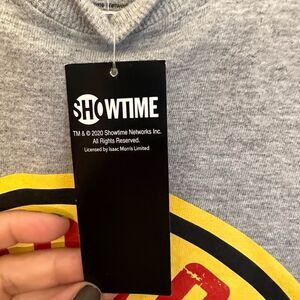 SHOWTIME
TM & © 2020 Showtime Networks Inc.
All Rights Reserved.
Licensed by Isaac Morris Limited